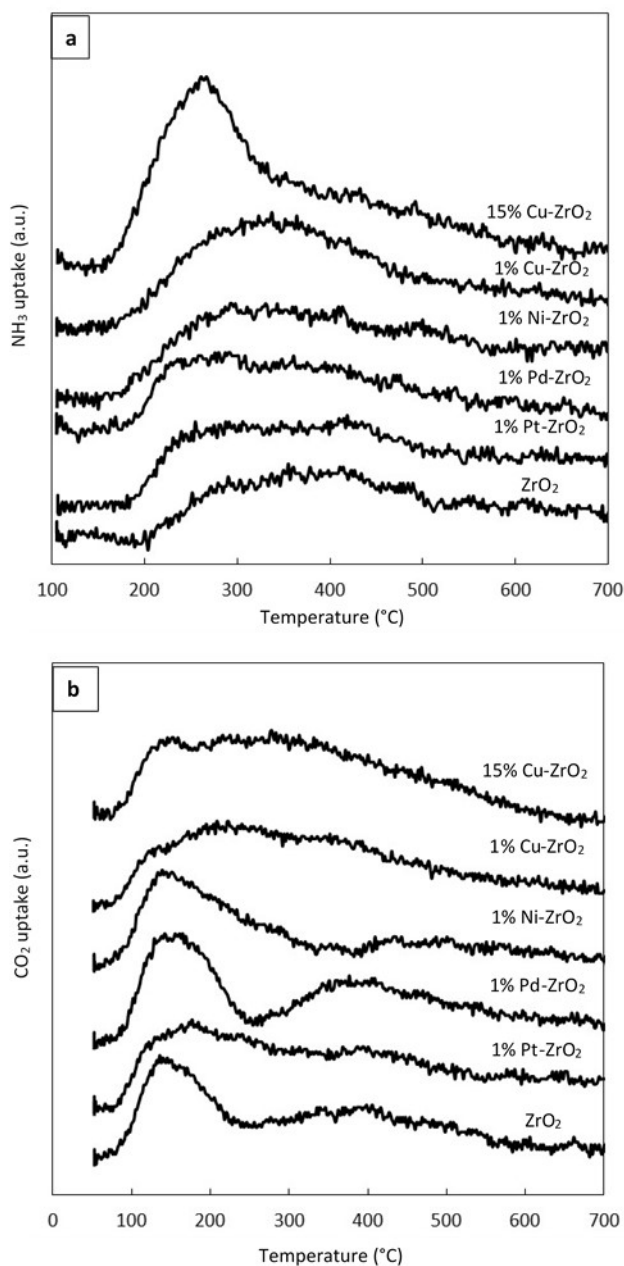 a
NH₃ uptake (a.u.)
15% Cu-ZrO₂
1% Cu-ZrO₂
1% Ni-ZrO₂
1% Pd-ZrO₂
1% Pt-ZrO₂
ZrO₂
100 200 300 400 500 600 700
Temperature (°C)
b
CO₂ uptake (a.u.)
15% Cu-ZrO₂
1% Cu-ZrO₂
1% Ni-ZrO₂
1% Pd-ZrO₂
1% Pt-ZrO₂
ZrO₂
0 100 200 300 400 500 600 700
Temperature (°C)